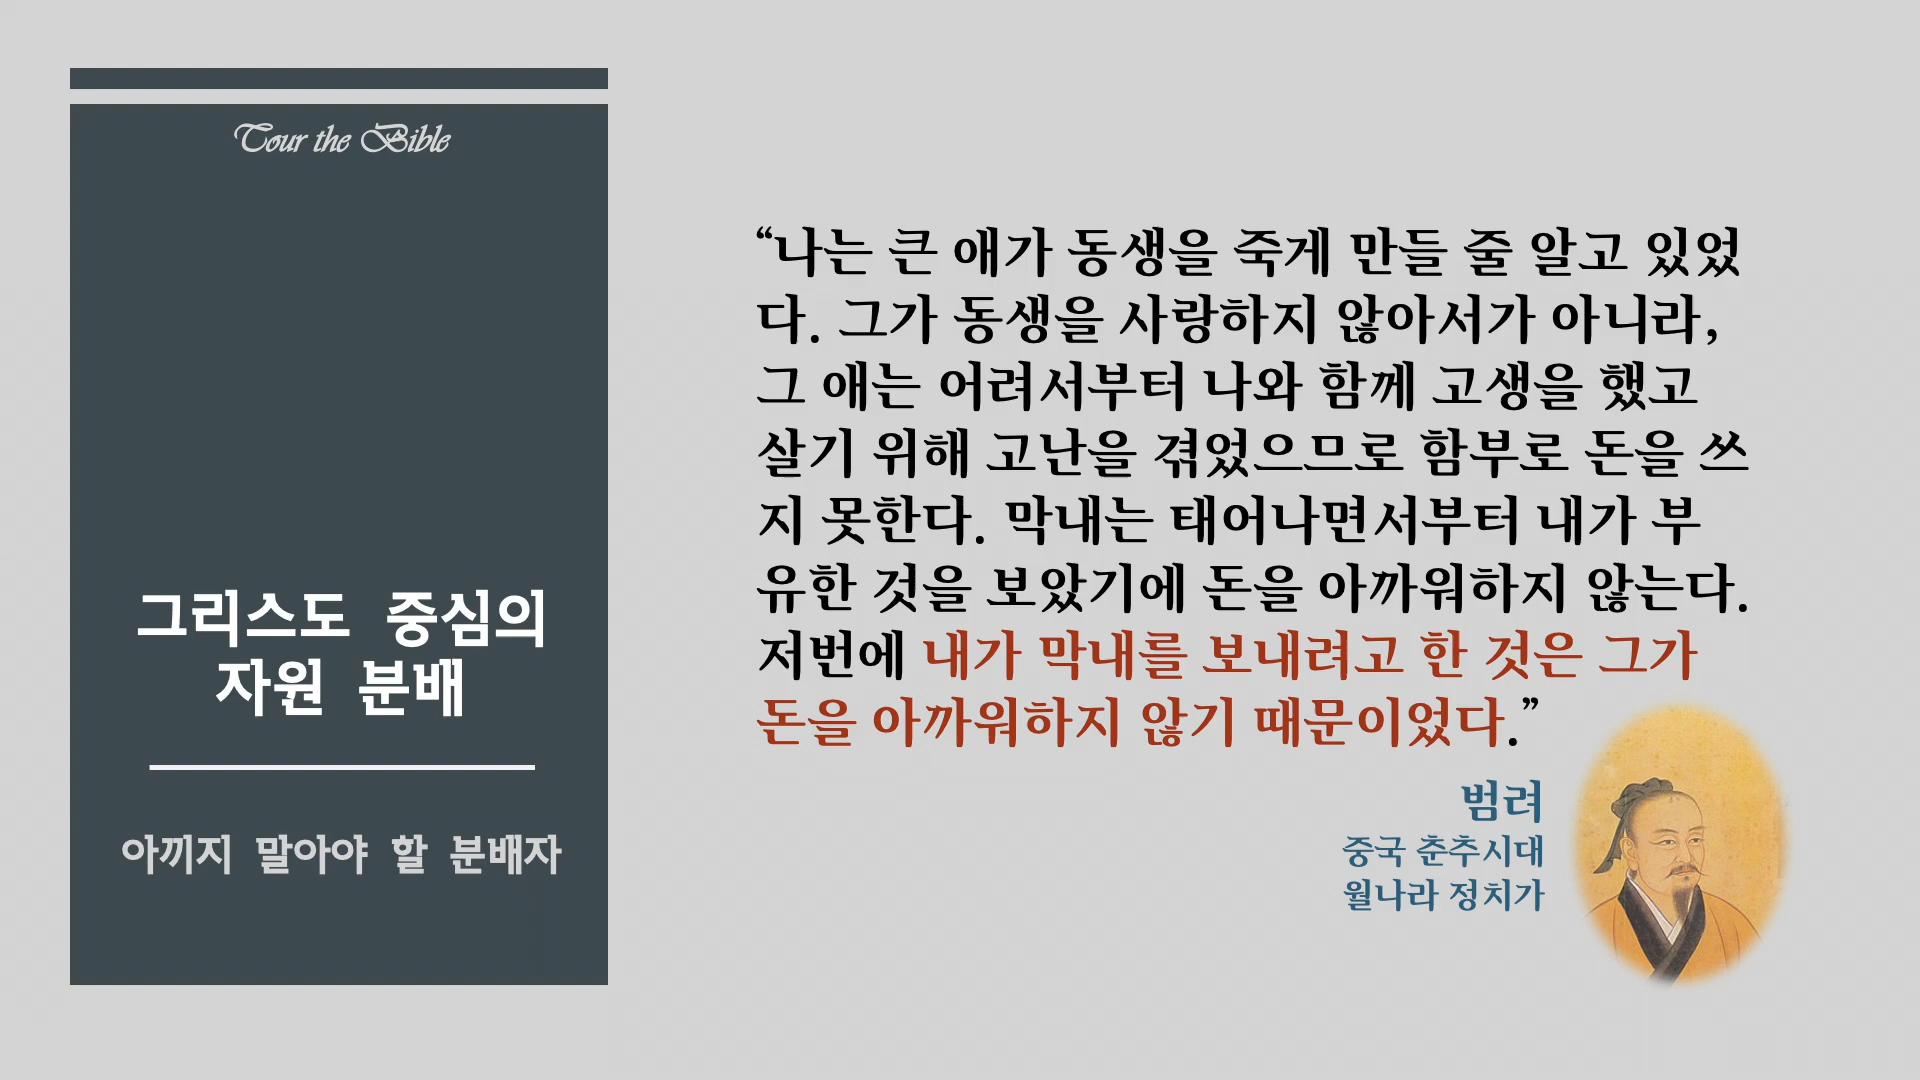 Tour the Bible
그리스도 중심의
자원 분배
아끼지 말아야 할 분배자
“나는 큰 애가 동생을 죽게 만들 줄 알고 있었
다. 그가 동생을 사랑하지 않아서가 아니라,
그 애는 어려서부터 나와 함께 고생을 했고
살기 위해 고난을 겪었으므로 함부로 돈을 쓰
지 못한다. 막내는 태어나면서부터 내가 부
유한 것을 보았기에 돈을 아까워하지 않는다.
저번에 내가 막내를 보내려고 한 것은 그가
돈을 아까워하지 않기 때문이었다.”
범려
중국 춘추시대
월나라 정치가